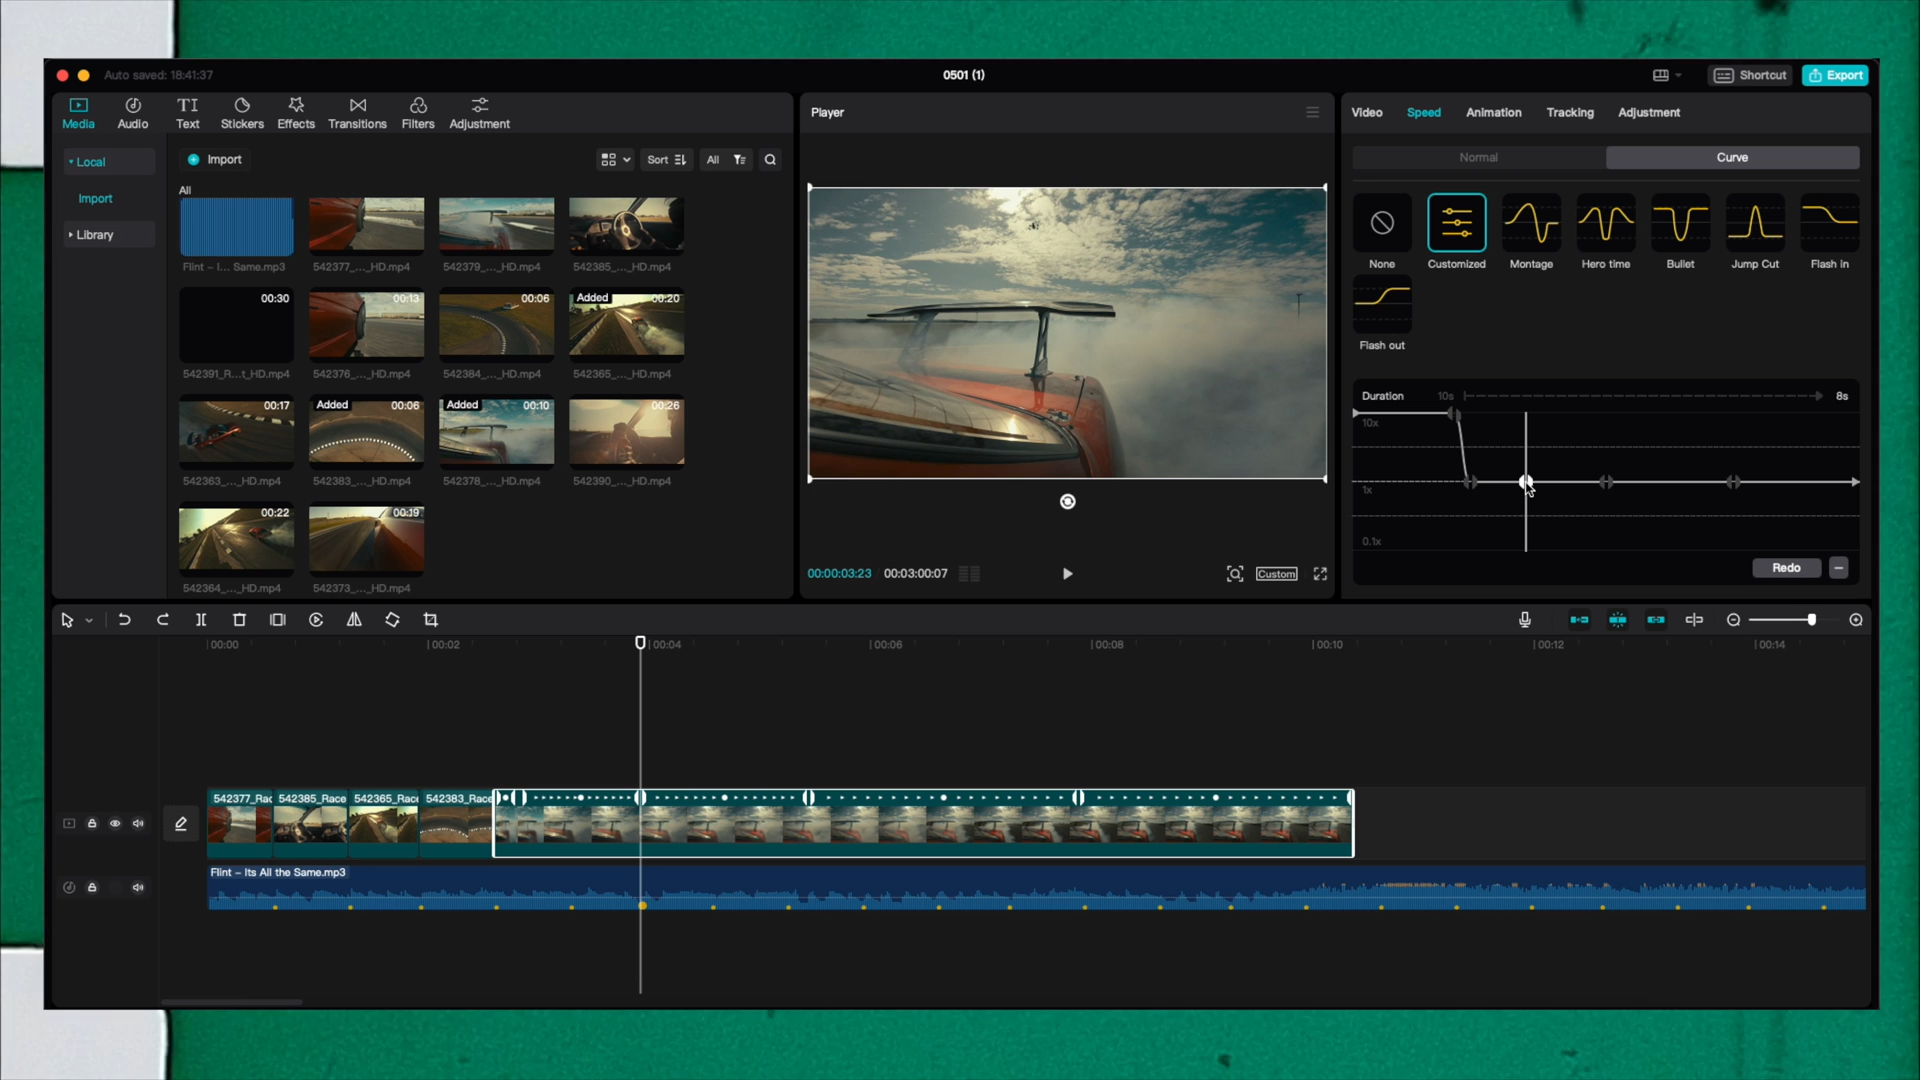 Auto saved: 18:41:37
0501 (1)
Shortcut
Export
Media
Audio
TI
Text
Stickers
Effects
Transitions
Filters
Adjustment
Local
Import
Library
Import
Sort
All
All
Flint – I... Same.mp3
542377_..._HD.mp4
542379_..._HD.mp4
542385_..._HD.mp4
00:30
00:13
00:06
Added
00:20
542391_R...t_HD.mp4
542376_..._HD.mp4
542384_..._HD.mp4
542365_..._HD.mp4
00:17
Added
00:06
Added
00:10
00:26
542363_..._HD.mp4
542383_..._HD.mp4
542378_..._HD.mp4
542390_..._HD.mp4
00:22
00:19
542364_..._HD.mp4
542373_..._HD.mp4
Player
00:00:03:23
00:03:00:07
Custom
Video
Speed
Animation
Tracking
Adjustment
Normal
Curve
None
Customized
Montage
Hero time
Bullet
Jump Cut
Flash in
Flash out
Duration
10s
8s
10x
1x
0.1x
Redo
00:00
00:02
00:04
00:06
00:08
00:10
00:12
00:14
542377_Rac
542385_Race
542365_Race
542383_Race
Flint – Its All the Same.mp3